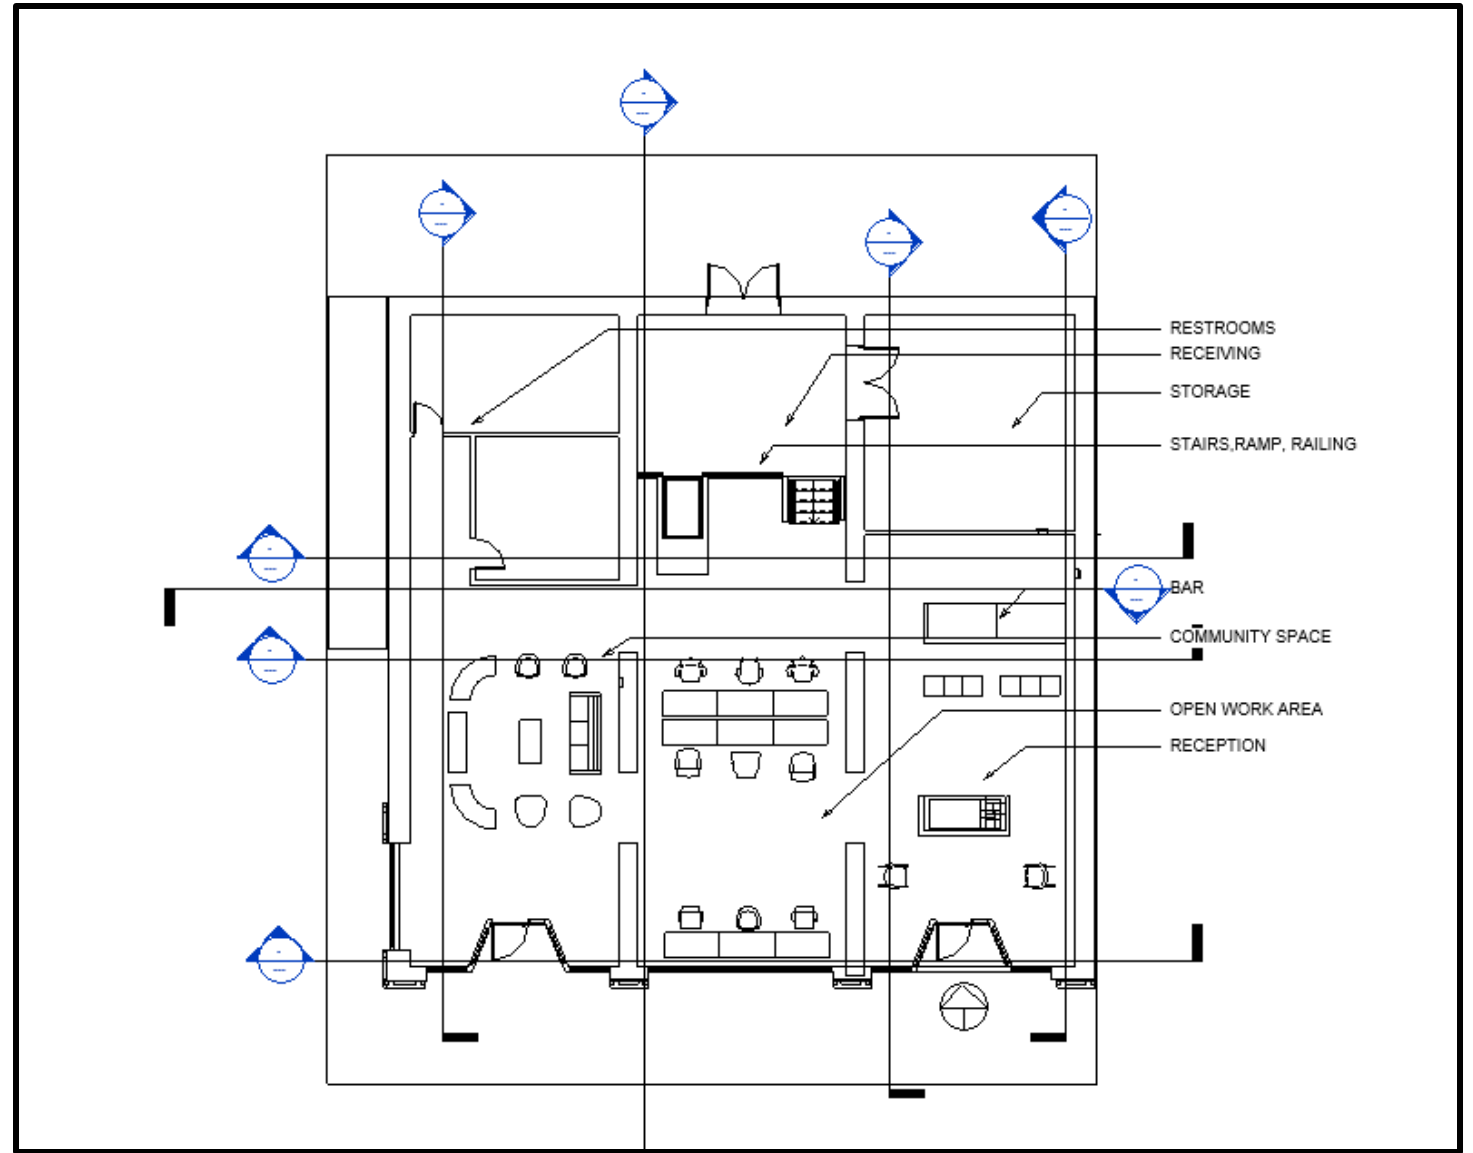 RESTROOMS
RECEIVING
STORAGE
STAIRS,RAMP, RAILING
BAR
COMMUNITY SPACE
OPEN WORK AREA
RECEPTION